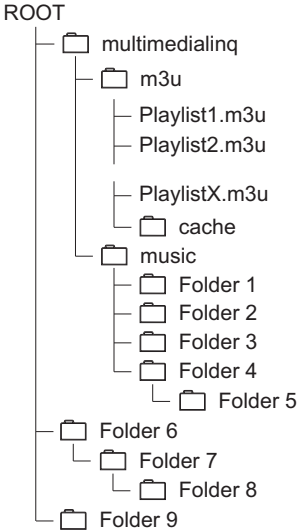 ROOT
multimedialinq
m3u
Playlist1.m3u
Playlist2.m3u
PlaylistX.m3u
cache
music
Folder 1
Folder 2
Folder 3
Folder 4
Folder 5
Folder 6
Folder 7
Folder 8
Folder 9